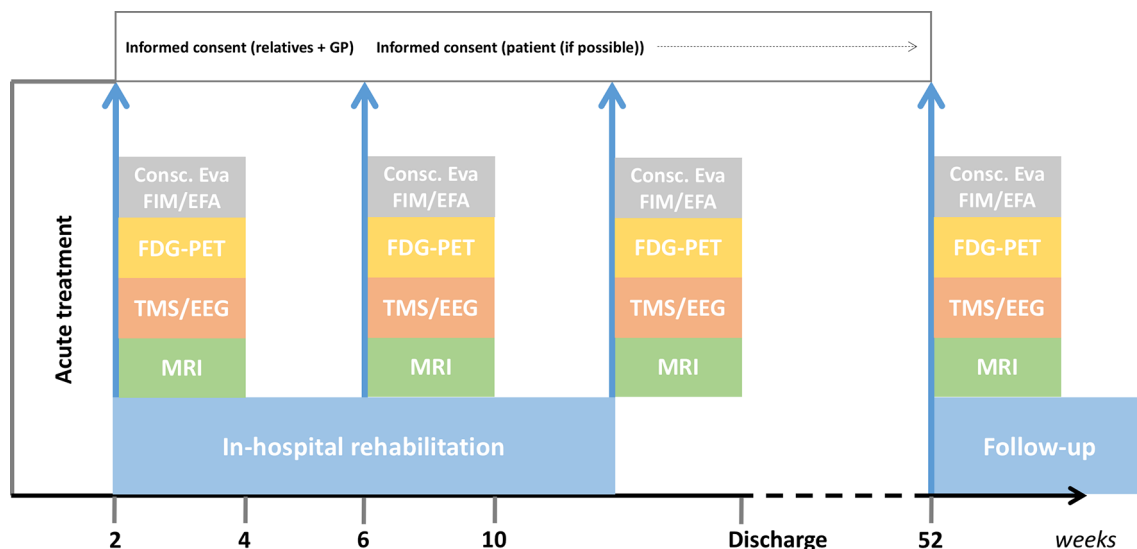 Informed consent (relatives + GP)
Informed consent (patient (if possible))
Acute treatment
Consc. Eva
FIM/EFA
FDG-PET
TMS/EEG
MRI
Consc. Eva
FIM/EFA
FDG-PET
TMS/EEG
MRI
Consc. Eva
FIM/EFA
FDG-PET
TMS/EEG
MRI
Consc. Eva
FIM/EFA
FDG-PET
TMS/EEG
MRI
In-hospital rehabilitation
Follow-up
2
4
6
10
Discharge
52
weeks